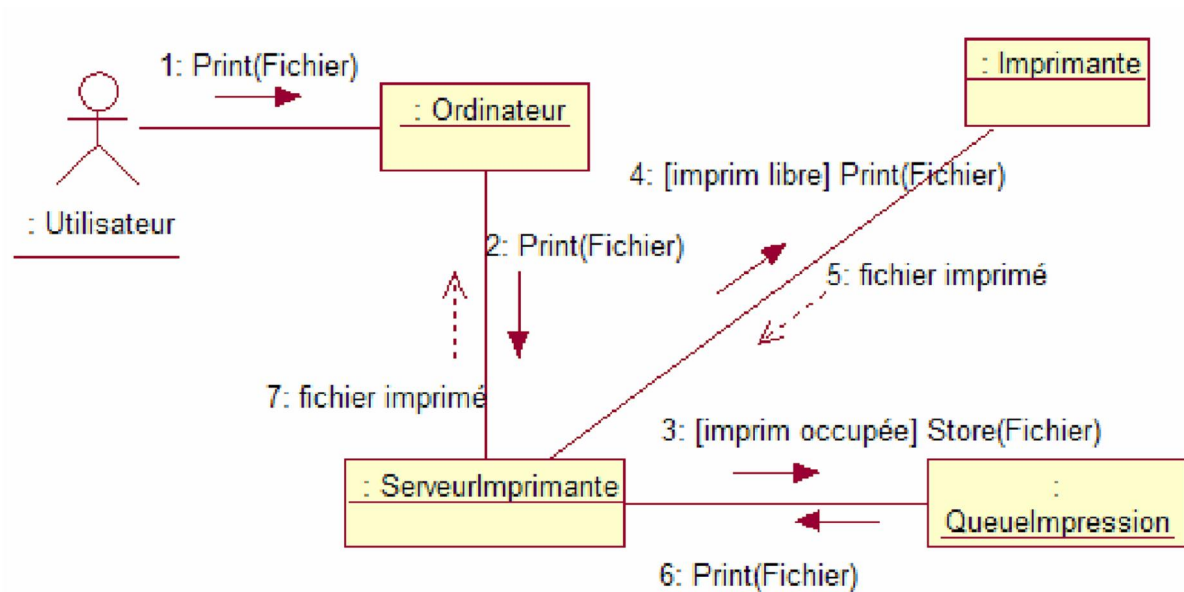 1: Print(Fichier)
: Imprimante
: Ordinateur
4: [imprim libre] Print(Fichier)
: Utilisateur
2: Print(Fichier)
5: fichier imprimé
7: fichier imprimé
3: [imprim occupée] Store(Fichier)
: ServeurImprimante
:
QueueImpression
6: Print(Fichier)